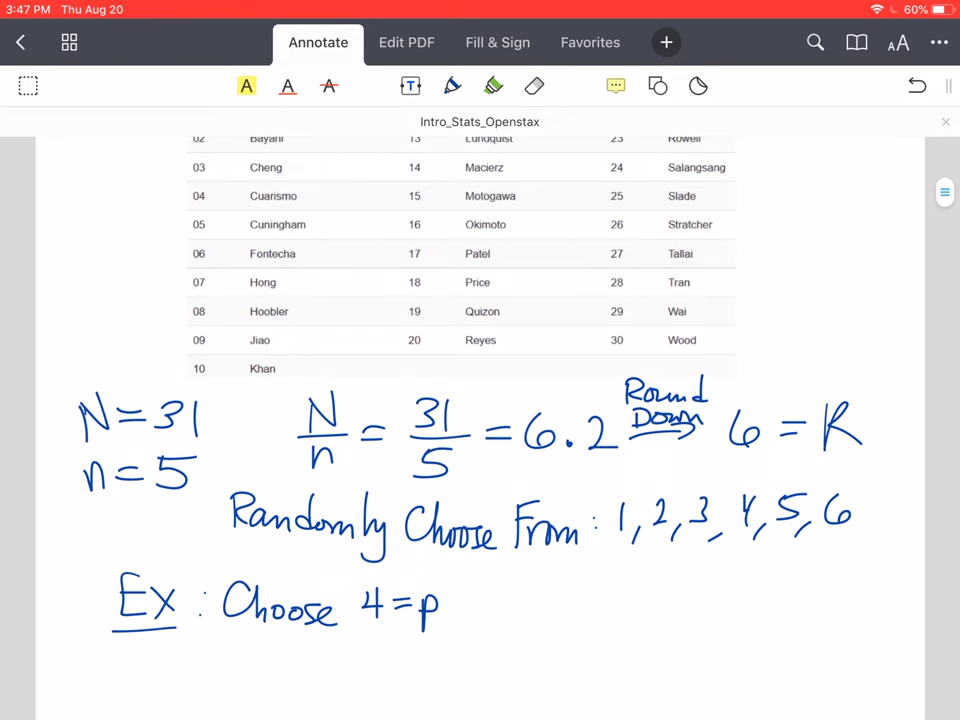 3:47 PM Thu Aug 20 60%
Annotate Edit PDF Fill & Sign Favorites +
AA
A A A T
Intro_Stats_Openstax
02 Bayani 13 Lundquist 23 Rowell
03 Cheng 14 Macierz 24 Salangsang
04 Cuarismo 15 Motogawa 25 Slade
05 Cuningham 16 Okimoto 26 Stratcher
06 Fontecha 17 Patel 27 Tallai
07 Hong 18 Price 28 Tran
08 Hoobler 19 Quizon 29 Wai
09 Jiao 20 Reyes 30 Wood
10 Khan
N = 31
n = 5
N/n = 31/5 = 6.2 Round Down → 6 = R
Randomly Choose From: 1, 2, 3, 4, 5, 6
Ex: Choose 4 = p